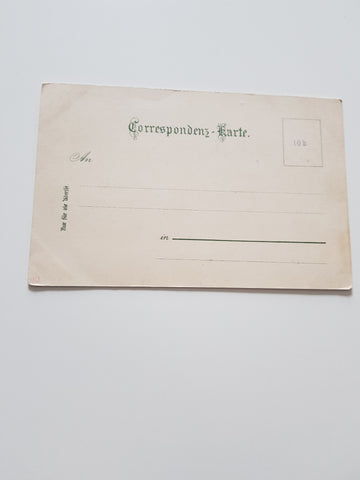 Correspondenz-Karte.
An
Nur für die Adresse
in